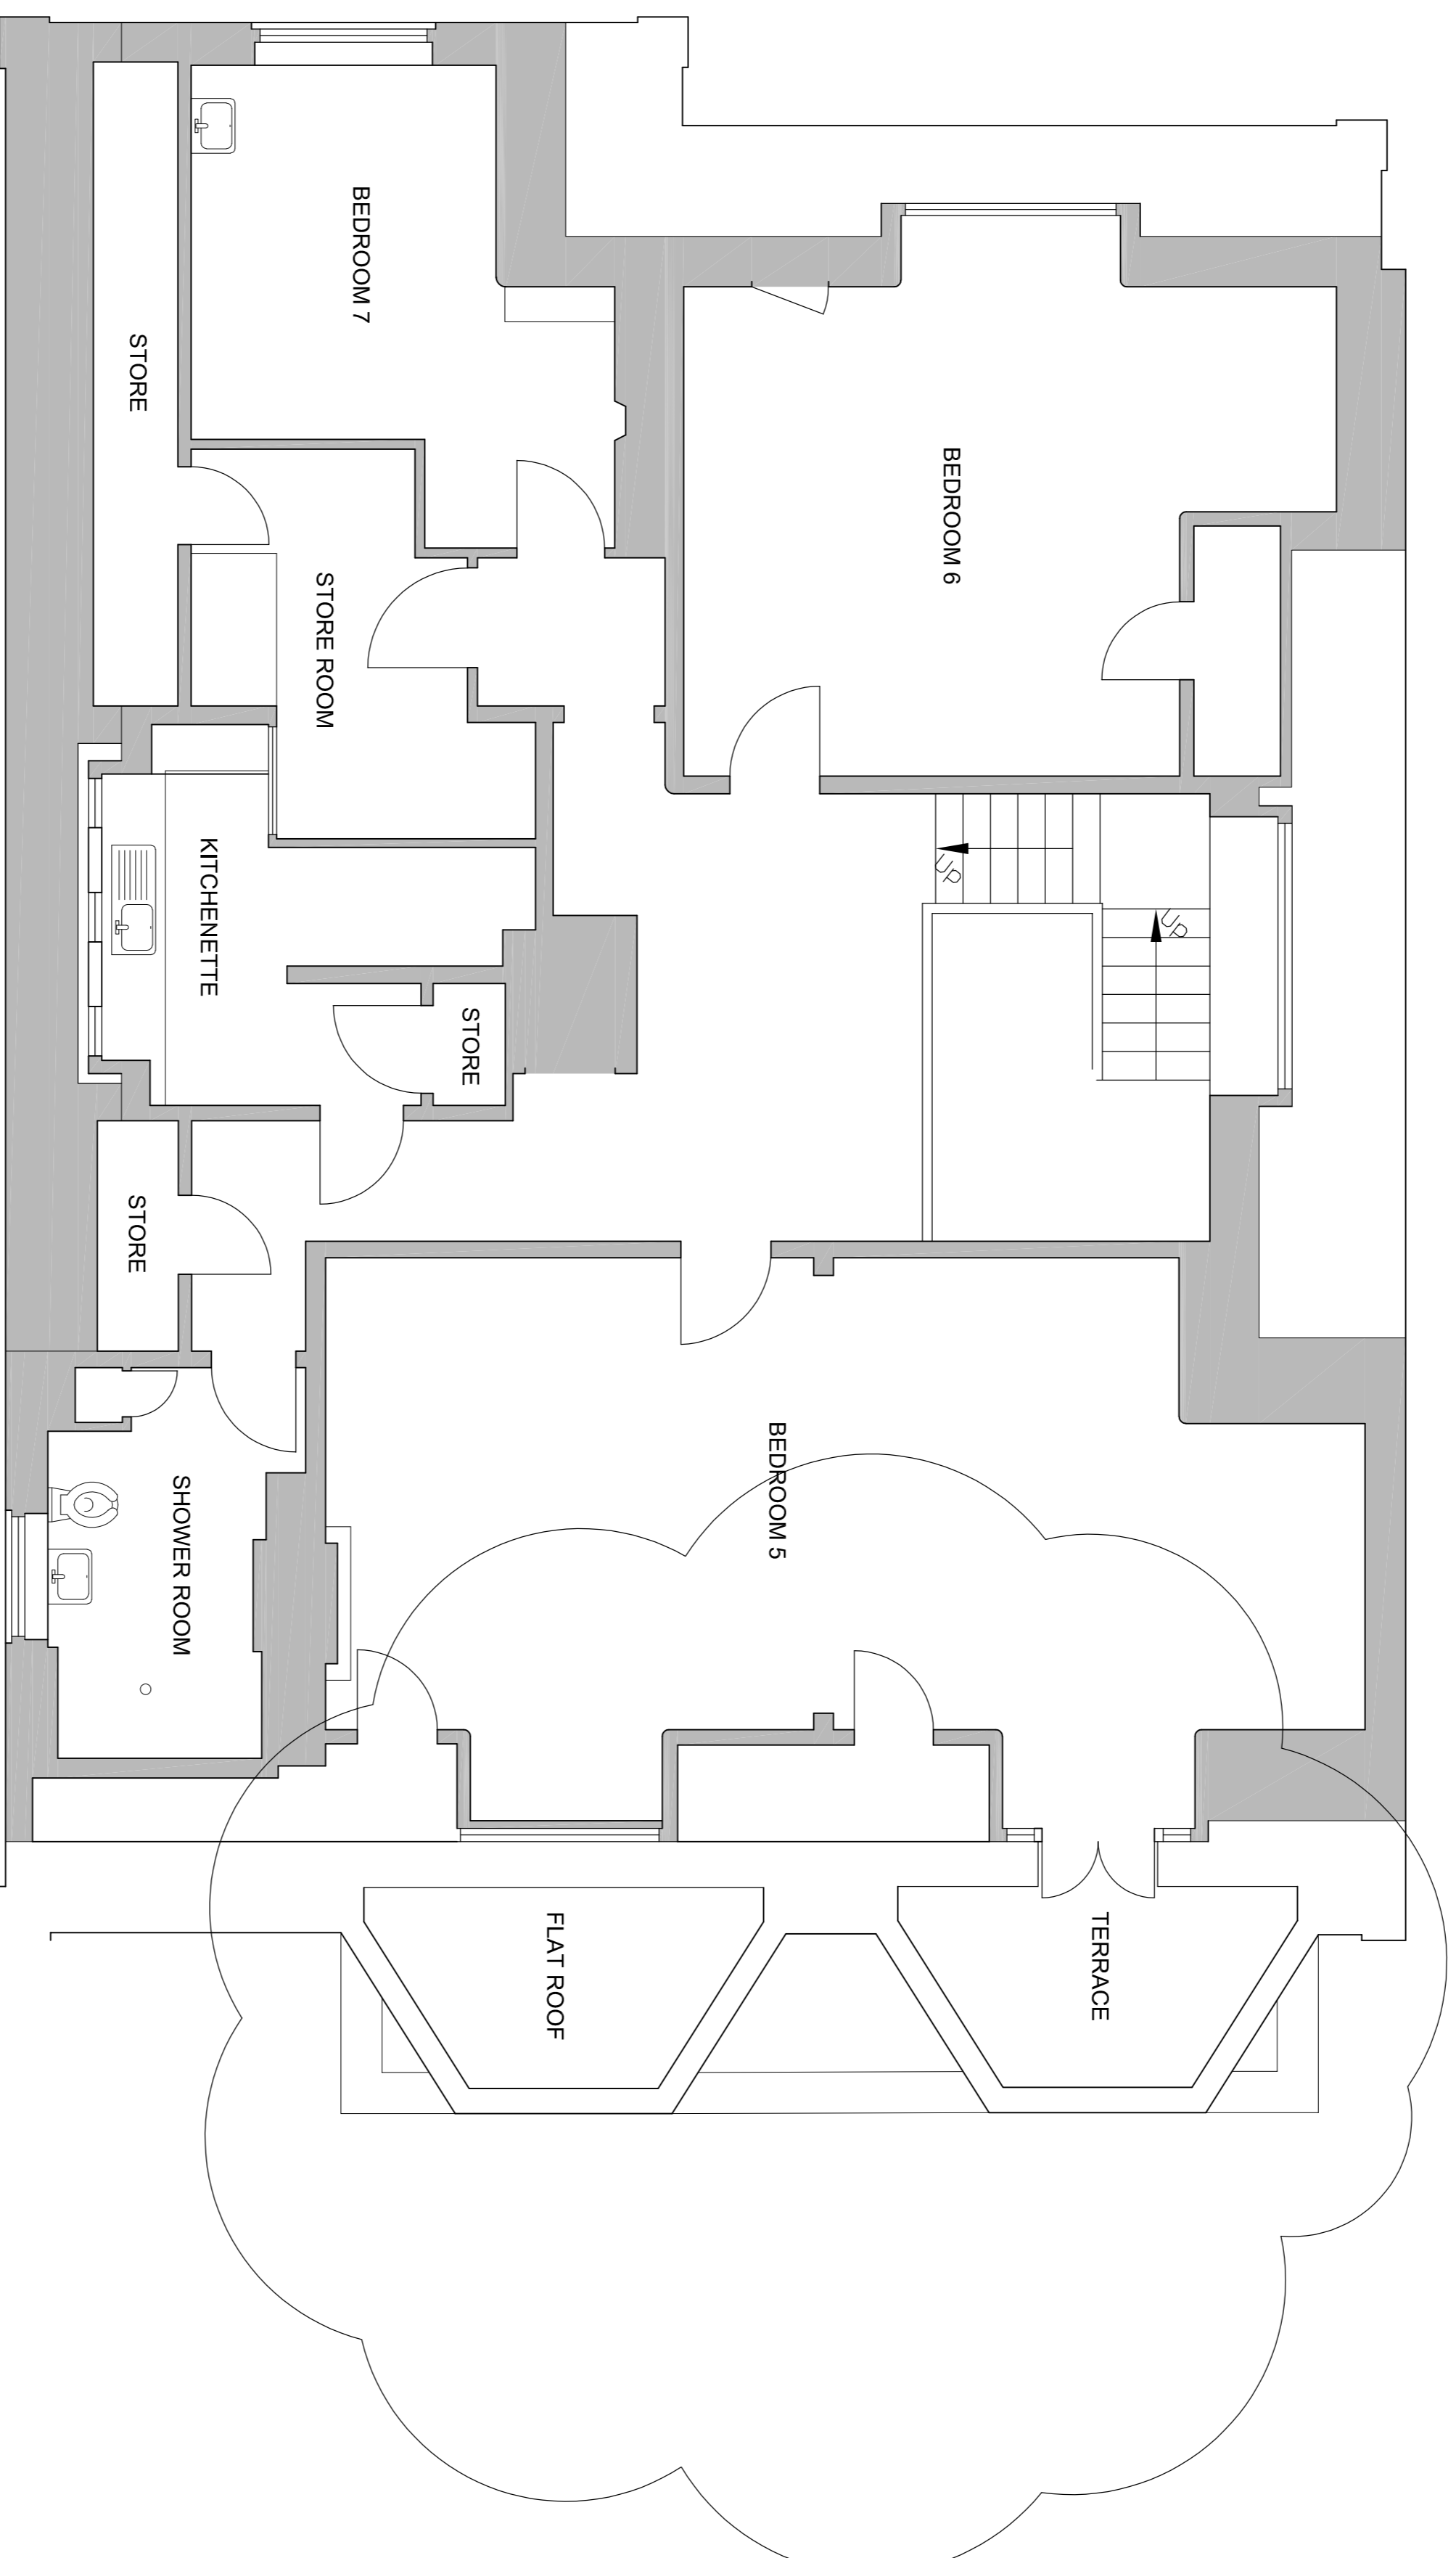 BEDROOM 7
STORE
BEDROOM 6
STORE ROOM
UP
UP
KITCHENETTE
STORE
STORE
BEDROOM 5
SHOWER ROOM
FLAT ROOF
TERRACE